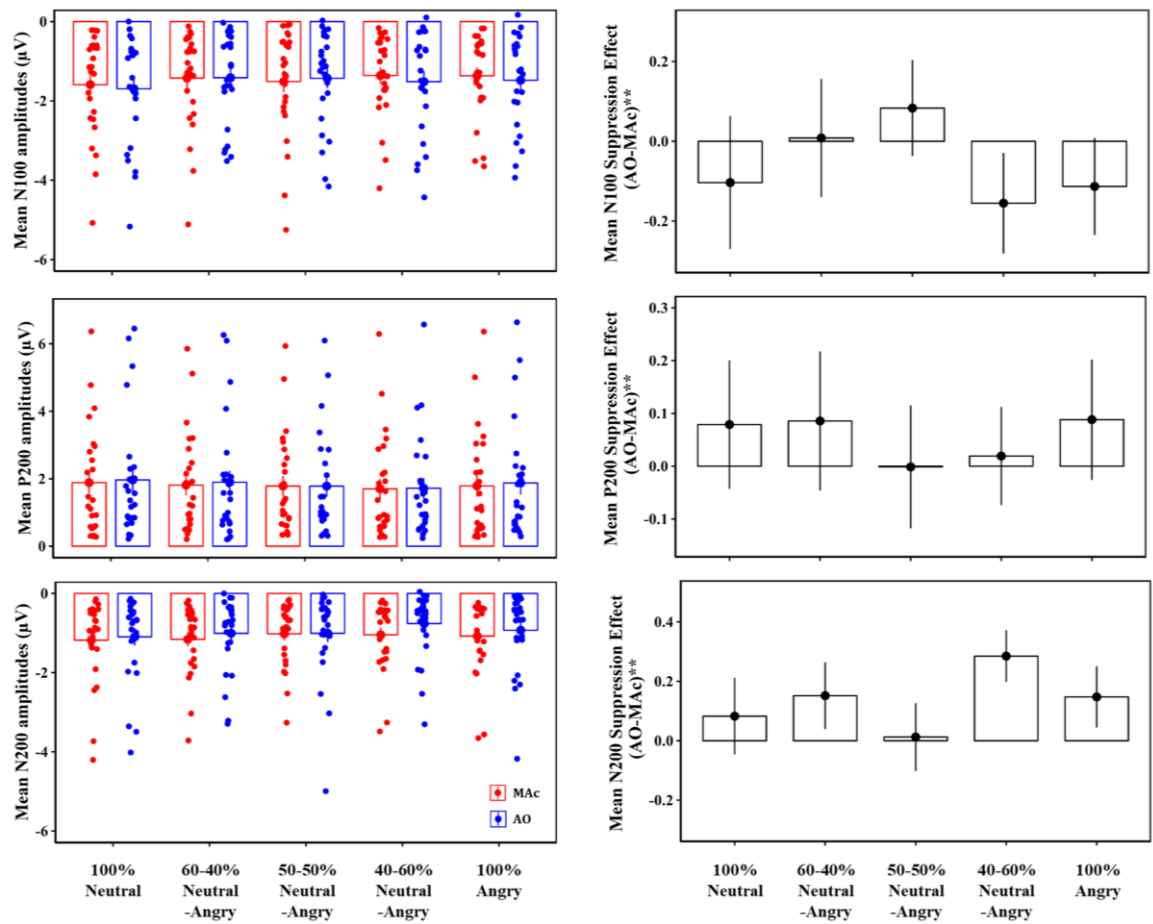 Mean N100 amplitudes (μV)
0
-2
-4
-6
Mean N100 Suppression Effect
(AO-MAc)**
0.2
0.0
-0.2
Mean P200 amplitudes (μV)
6
4
2
0
Mean P200 Suppression Effect
(AO-MAc)**
0.3
0.2
0.1
0.0
-0.1
Mean N200 amplitudes (μV)
0
-2
-4
-6
MAc
AO
Mean N200 Suppression Effect
(AO-MAc)**
0.4
0.2
0.0
-0.2
100%
Neutral
60-40%
Neutral
-Angry
50-50%
Neutral
-Angry
40-60%
Neutral
-Angry
100%
Angry
100%
Neutral
60-40%
Neutral
-Angry
50-50%
Neutral
-Angry
40-60%
Neutral
-Angry
100%
Angry